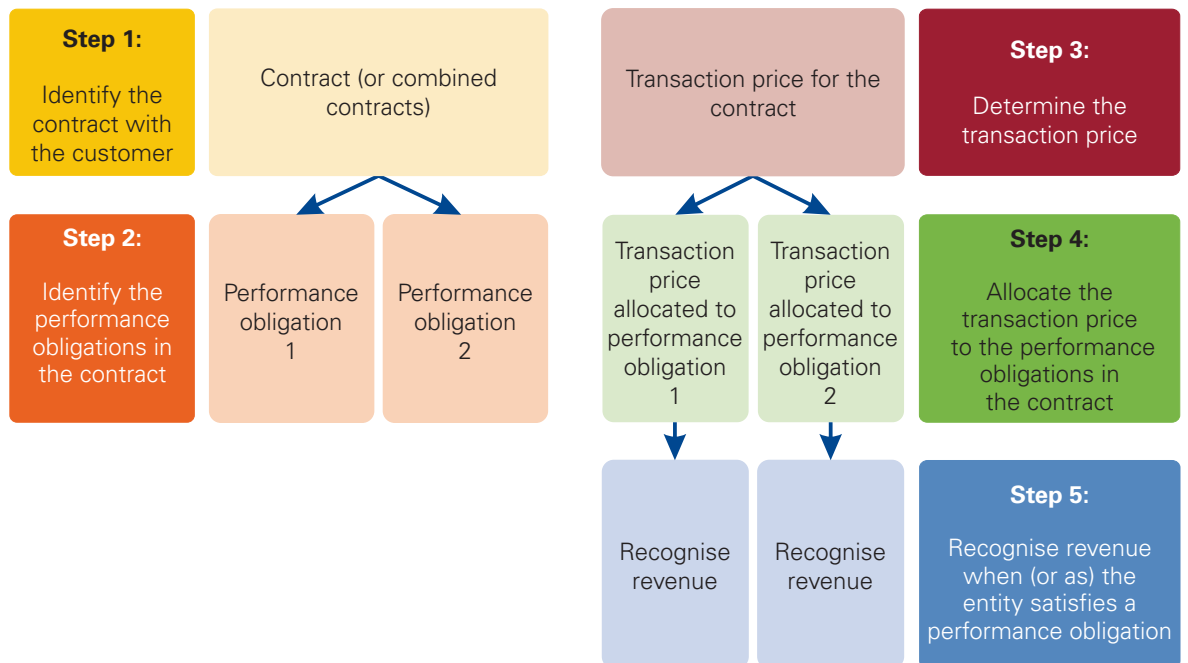 Step 1:
Identify the
contract with
the customer
Contract (or combined
contracts)
Transaction price for the
contract
Step 3:
Determine the
transaction price
Step 2:
Identify the
performance
obligations in
the contract
Performance
obligation
1
Performance
obligation
2
Transaction
price
allocated to
performance
obligation
1
Transaction
price
allocated to
performance
obligation
2
Step 4:
Allocate the
transaction price
to the performance
obligations in
the contract
Recognise
revenue
Recognise
revenue
Step 5:
Recognise revenue
when (or as) the
entity satisfies a
performance obligation